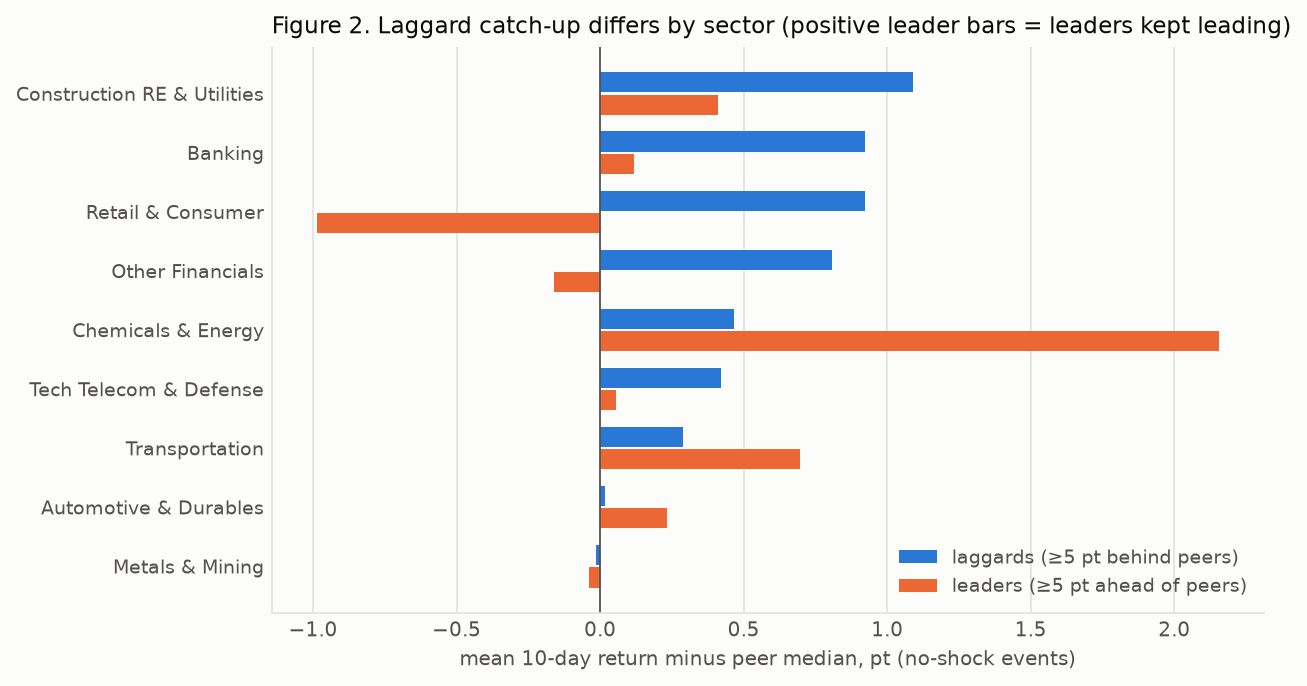 Figure 2. Laggard catch-up differs by sector (positive leader bars = leaders kept leading)
Construction RE & Utilities
Banking
Retail & Consumer
Other Financials
Chemicals & Energy
Tech Telecom & Defense
Transportation
Automotive & Durables
Metals & Mining
laggards (≥5 pt behind peers)
leaders (≥5 pt ahead of peers)
−1.0 −0.5 0.0 0.5 1.0 1.5 2.0
mean 10-day return minus peer median, pt (no-shock events)